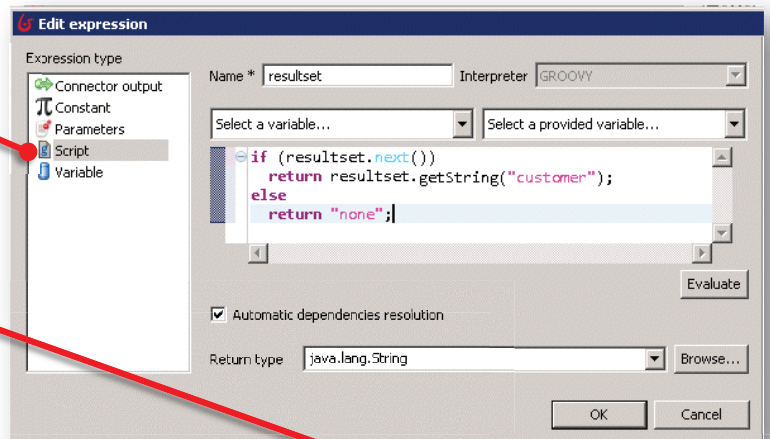 Edit expression
Expression type
Connector output
Constant
Parameters
Script
Variable
Name * resultset Interpreter GROOVY
Select a variable... Select a provided variable...
if (resultset.next())
return resultset.getString("customer");
else
return "none";
Evaluate
Automatic dependencies resolution
Return type java.lang.String Browse...
OK Cancel